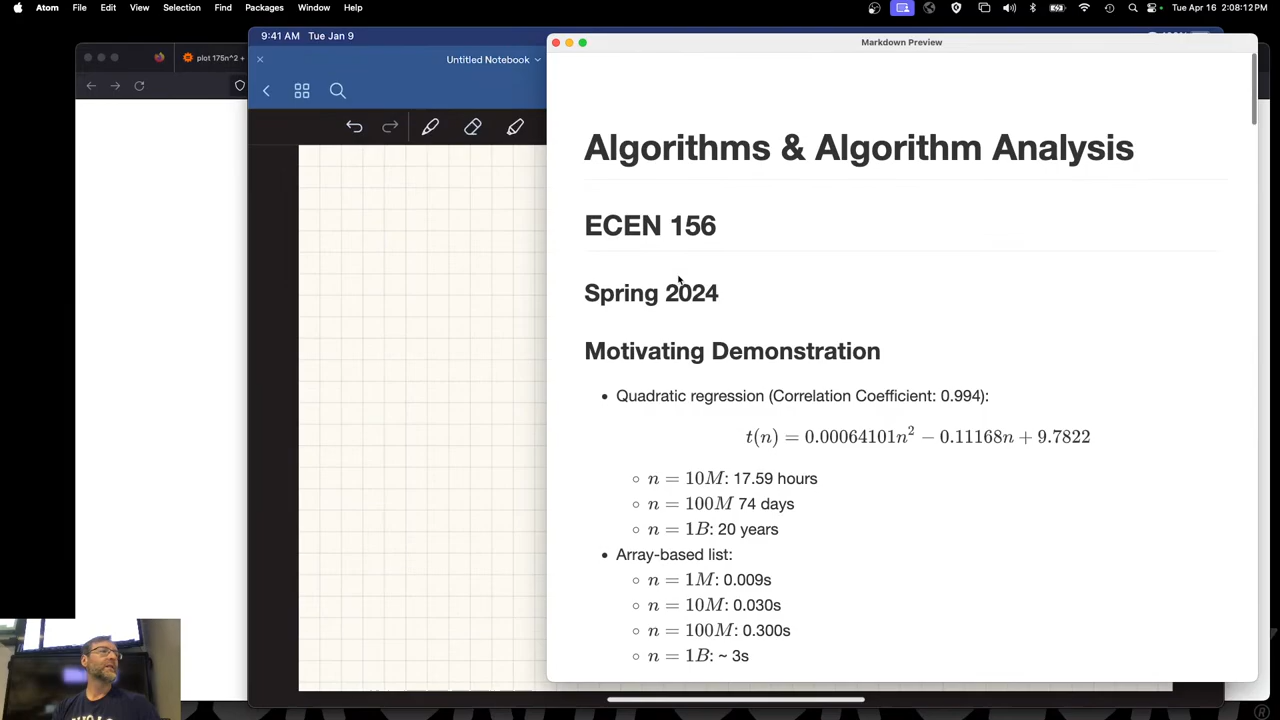 Atom File Edit View Selection Find Packages Window Help
Tue Apr 16 2:08:12 PM
9:41 AM Tue Jan 9
Markdown Preview
plot 175n^2 +
Untitled Notebook
Algorithms & Algorithm Analysis
ECEN 156
Spring 2024
Motivating Demonstration
• Quadratic regression (Correlation Coefficient: 0.994):
t(n) = 0.00064101n² − 0.11168n + 9.7822
◦ n = 10M: 17.59 hours
◦ n = 100M 74 days
◦ n = 1B: 20 years
• Array-based list:
◦ n = 1M: 0.009s
◦ n = 10M: 0.030s
◦ n = 100M: 0.300s
◦ n = 1B: ~ 3s